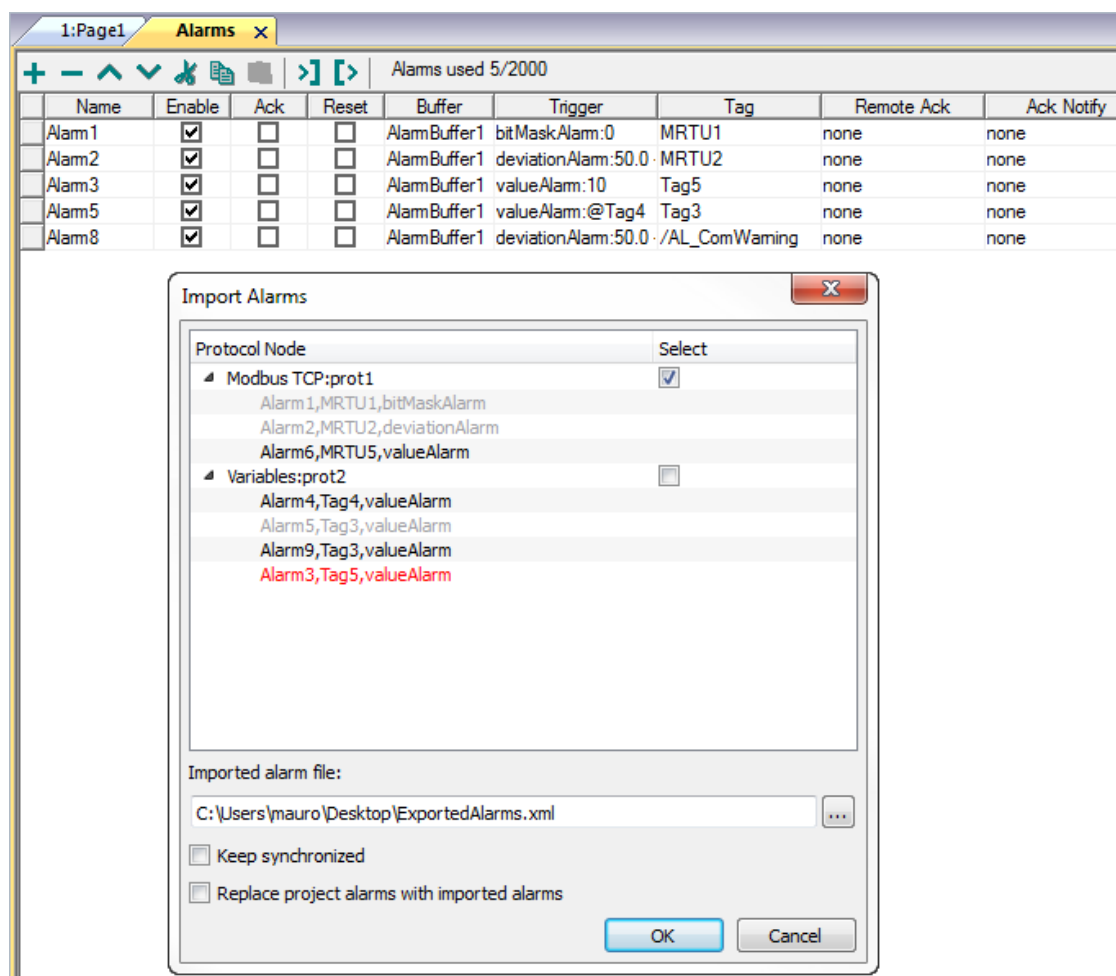 1:Page1 Alarms
Alarms used 5/2000
Name Enable Ack Reset Buffer Trigger Tag Remote Ack Ack Notify
Alarm1 AlarmBuffer1 bitMaskAlarm:0 MRTU1 none none
Alarm2 AlarmBuffer1 deviationAlarm:50.0 - MRTU2 none none
Alarm3 AlarmBuffer1 valueAlarm:10 Tag5 none none
Alarm5 AlarmBuffer1 valueAlarm:@Tag4 Tag3 none none
Alarm8 AlarmBuffer1 deviationAlarm:50.0 - /AL_ComWarning none none
Import Alarms
Protocol Node Select
Modbus TCP:prot1
Alarm1,MRTU1,bitMaskAlarm
Alarm2,MRTU2,deviationAlarm
Alarm6,MRTU5,valueAlarm
Variables:prot2
Alarm4,Tag4,valueAlarm
Alarm5,Tag3,valueAlarm
Alarm9,Tag3,valueAlarm
Alarm3,Tag5,valueAlarm
Imported alarm file:
C:\Users\mauro\Desktop\ExportedAlarms.xml ...
Keep synchronized
Replace project alarms with imported alarms
OK Cancel